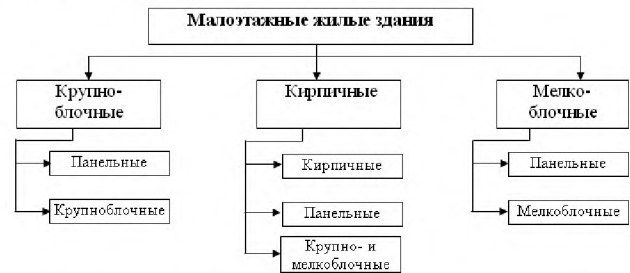 Малоэтажные жилые здания
Крупно-
блочные
Панельные
Крупноблочные
Кирпичные
Кирпичные
Панельные
Крупно- и
мелкоблочные
Мелко-
блочные
Панельные
Мелкоблочные